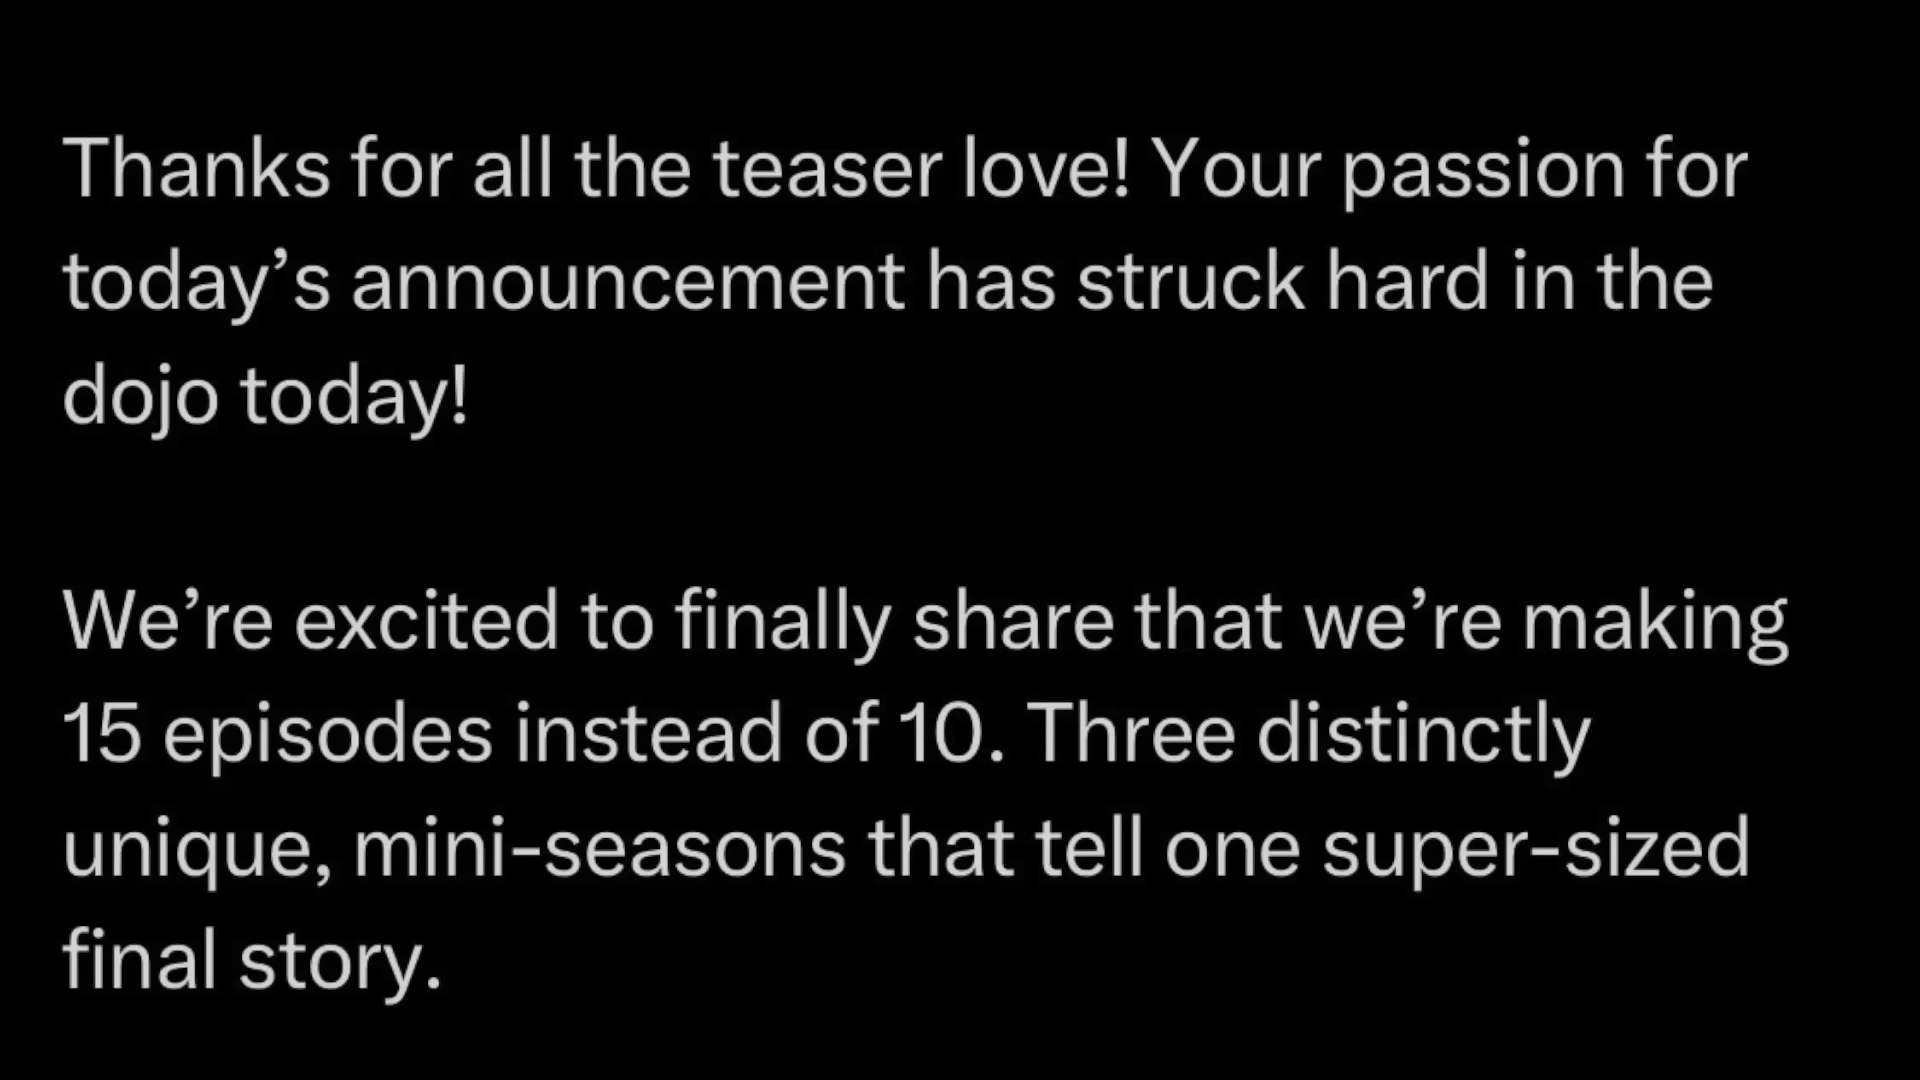 Thanks for all the teaser love! Your passion for
today’s announcement has struck hard in the
dojo today!
We’re excited to finally share that we’re making
15 episodes instead of 10. Three distinctly
unique, mini-seasons that tell one super-sized
final story.